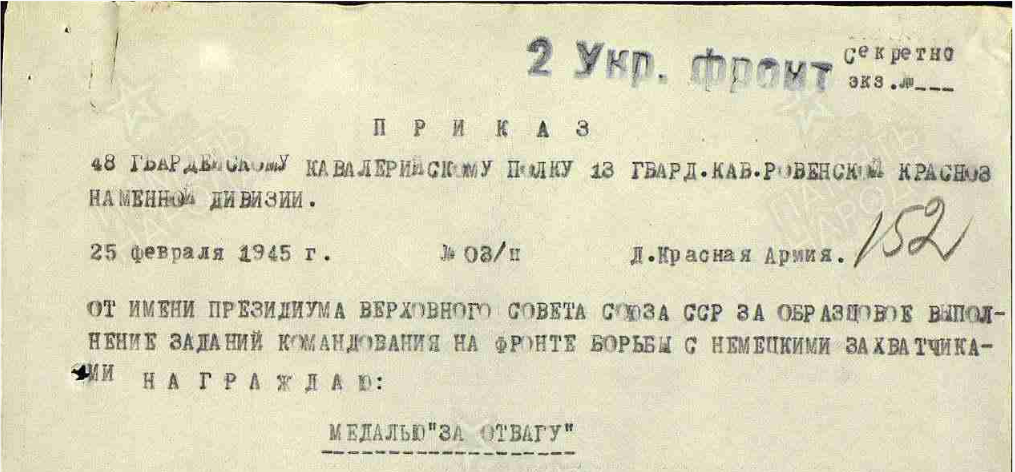 2 Укр. фронт
Секретно
экз.№___
П Р И К А З
48 ГВАРДЕЙСКОМУ КАВАЛЕРИЙСКОМУ ПОЛКУ 13 ГВАРД.КАВ.РОВЕНСКОЙ КРАСНОЗ
НАМЕННОЙ ДИВИЗИИ.
152
25 февраля 1945 г. № 03/п Д.Красная Армия.
ОТ ИМЕНИ ПРЕЗИДИУМА ВЕРХОВНОГО СОВЕТА СОЮЗА ССР ЗА ОБРАЗЦОВОЕ ВЫПОЛ-
НЕНИЕ ЗАДАНИЙ КОМАНДОВАНИЯ НА ФРОНТЕ БОРЬБЫ С НЕМЕЦКИМИ ЗАХВАТЧИКА-
МИ Н А Г Р А Ж Д А Ю:
МЕДАЛЬЮ"ЗА ОТВАГУ"